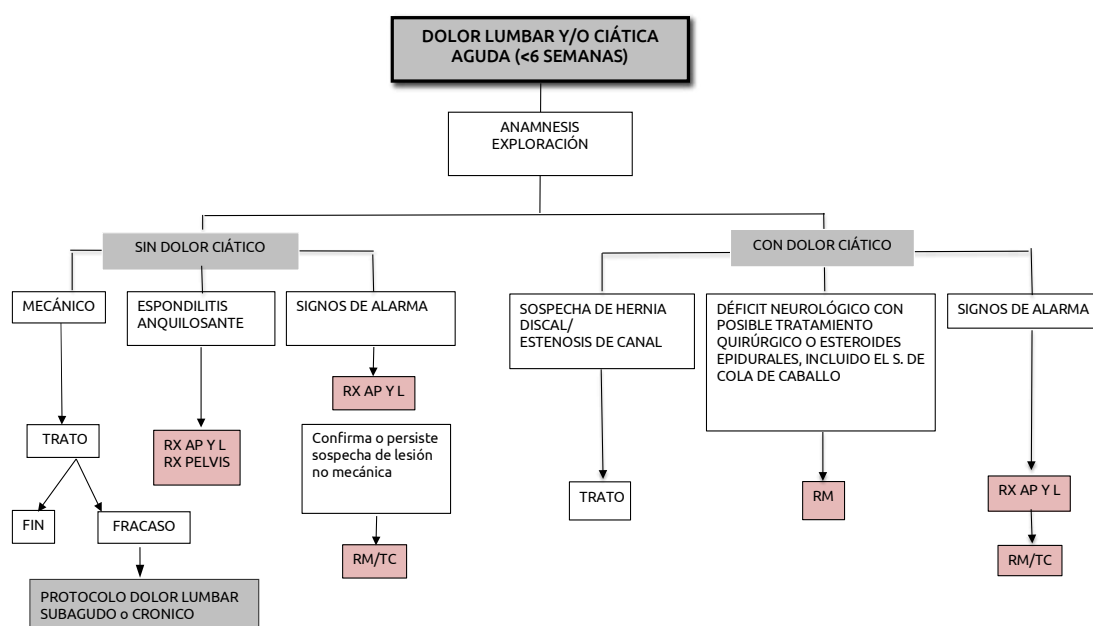 DOLOR LUMBAR Y/O CIÁTICA
AGUDA (<6 SEMANAS)
ANAMNESIS
EXPLORACIÓN
SIN DOLOR CIÁTICO
CON DOLOR CIÁTICO
MECÁNICO
ESPONDILITIS
ANQUILOSANTE
SIGNOS DE ALARMA
SOSPECHA DE HERNIA
DISCAL/
ESTENOSIS DE CANAL
DÉFICIT NEUROLÓGICO CON
POSIBLE TRATAMIENTO
QUIRÚRGICO O ESTEROIDES
EPIDURALES, INCLUIDO EL S. DE
COLA DE CABALLO
SIGNOS DE ALARMA
RX AP Y L
TRATO
RX AP Y L
RX PELVIS
Confirma o persiste
sospecha de lesión
no mecánica
TRATO
RM
RX AP Y L
FIN
FRACASO
RM/TC
RM/TC
PROTOCOLO DOLOR LUMBAR
SUBAGUDO o CRONICO